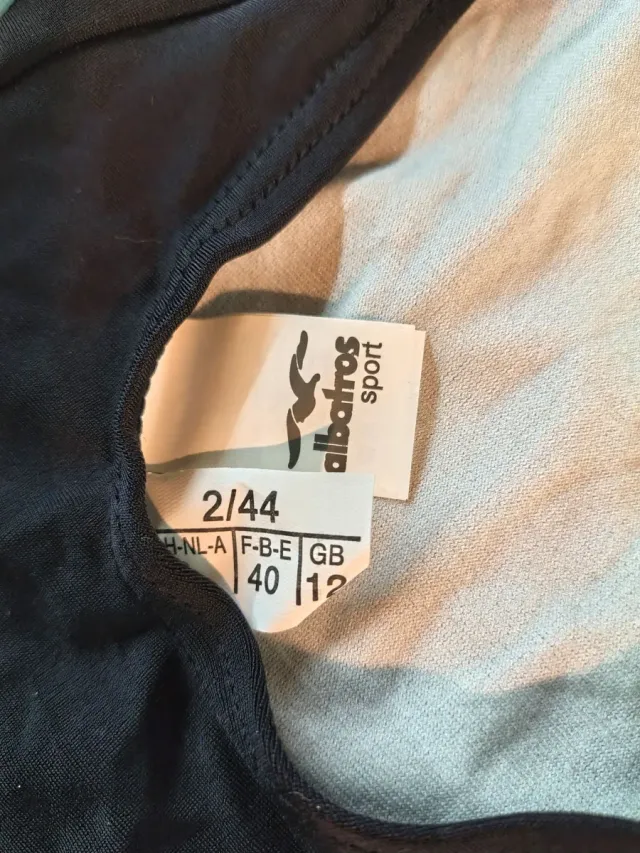 albatros
sport
2/44
H-NL-A F-B-E GB
40 12